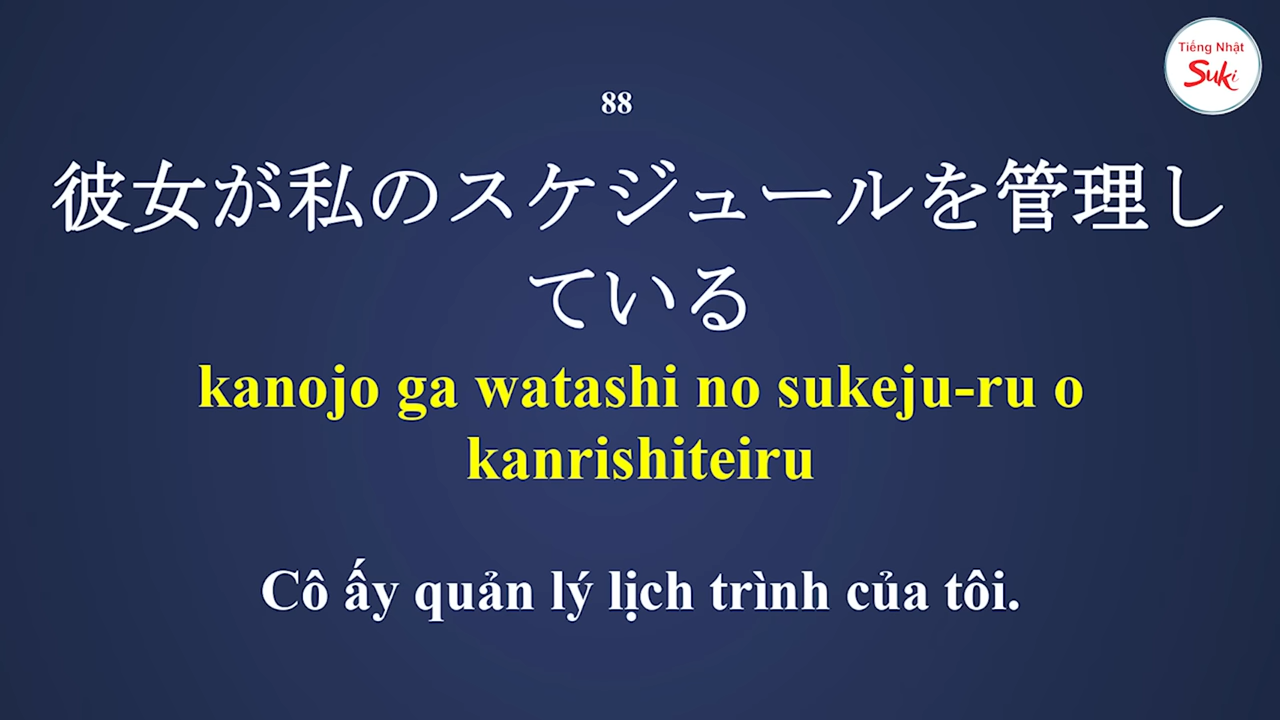 Tiếng Nhật
Suki
88
彼女が私のスケジュールを管理し
ている
kanojo ga watashi no sukeju-ru o
kanrishiteiru
Cô ấy quản lý lịch trình của tôi.